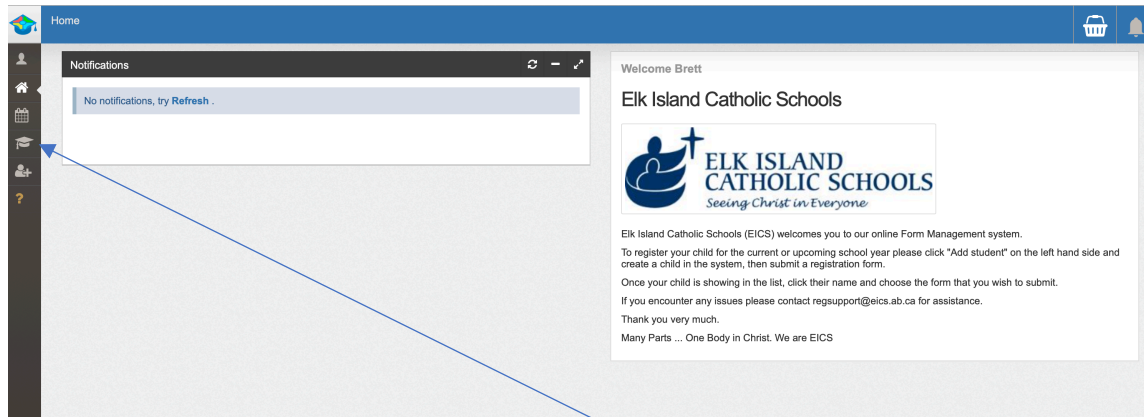 Home
Notifications
No notifications, try Refresh .
?
Welcome Brett
Elk Island Catholic Schools
ELK ISLAND
CATHOLIC SCHOOLS
Seeing Christ in Everyone
Elk Island Catholic Schools (EICS) welcomes you to our online Form Management system.
To register your child for the current or upcoming school year please click "Add student" on the left hand side and
create a child in the system, then submit a registration form.
Once your child is showing in the list, click their name and choose the form that you wish to submit.
If you encounter any issues please contact regsupport@eics.ab.ca for assistance.
Thank you very much.
Many Parts ... One Body in Christ. We are EICS